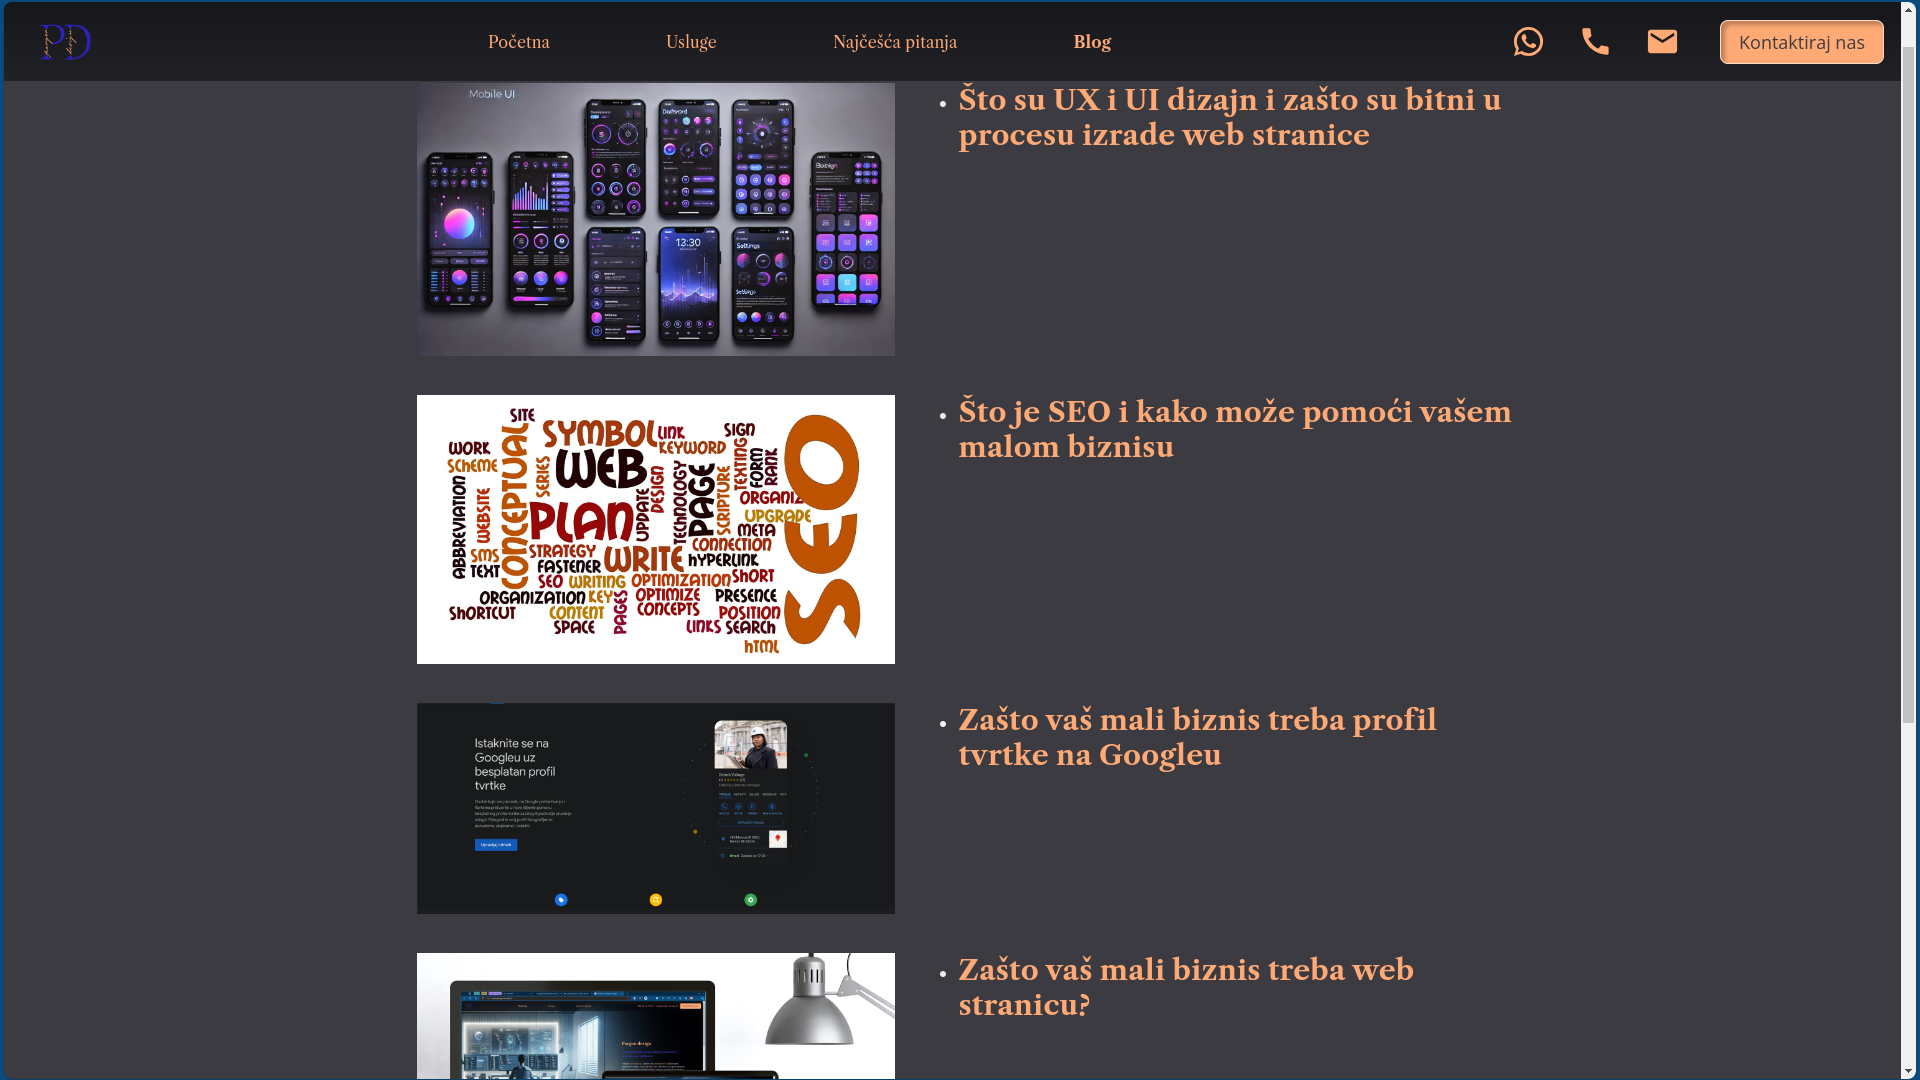 PD
Početna
Usluge
Najčešća pitanja
Blog
Kontaktiraj nas
Mobile UI
13:30
Settings
Settings
Što su UX i UI dizajn i zašto su bitni u
procesu izrade web stranice
SITE
SYMBOL
LINK
SIGN
WORK
KEYWORD
SCHEME
CONCEPTUAL
SERIES
WEB
TEXTING
FORM
RANK
SEO
ABBREVIATION
WEBSITE
PLAN
UPDATE
DESIGN
TECHNOLOGY
PAGE
SCRIPTURE
ORGANIZ
UPGRADE
META
CONNECTION
SMS
TEXT
STRATEGY
WRITE
HYPERLINK
FASTENER
SEO
WRITING
OPTIMIZATION
SHORT
ORGANIZATION
KEY
OPTIMIZE
PRESENCE
SHORTCUT
CONTENT
PAGES
CONCEPTS
POSITION
SPACE
LINKS
SEARCH
HTML
Što je SEO i kako može pomoći vašem
malom biznisu
Istaknite se na
Googleu uz
besplatan profil
tvrtke
Zašto vaš mali biznis treba profil
tvrtke na Googleu
Zašto vaš mali biznis treba web
stranicu?